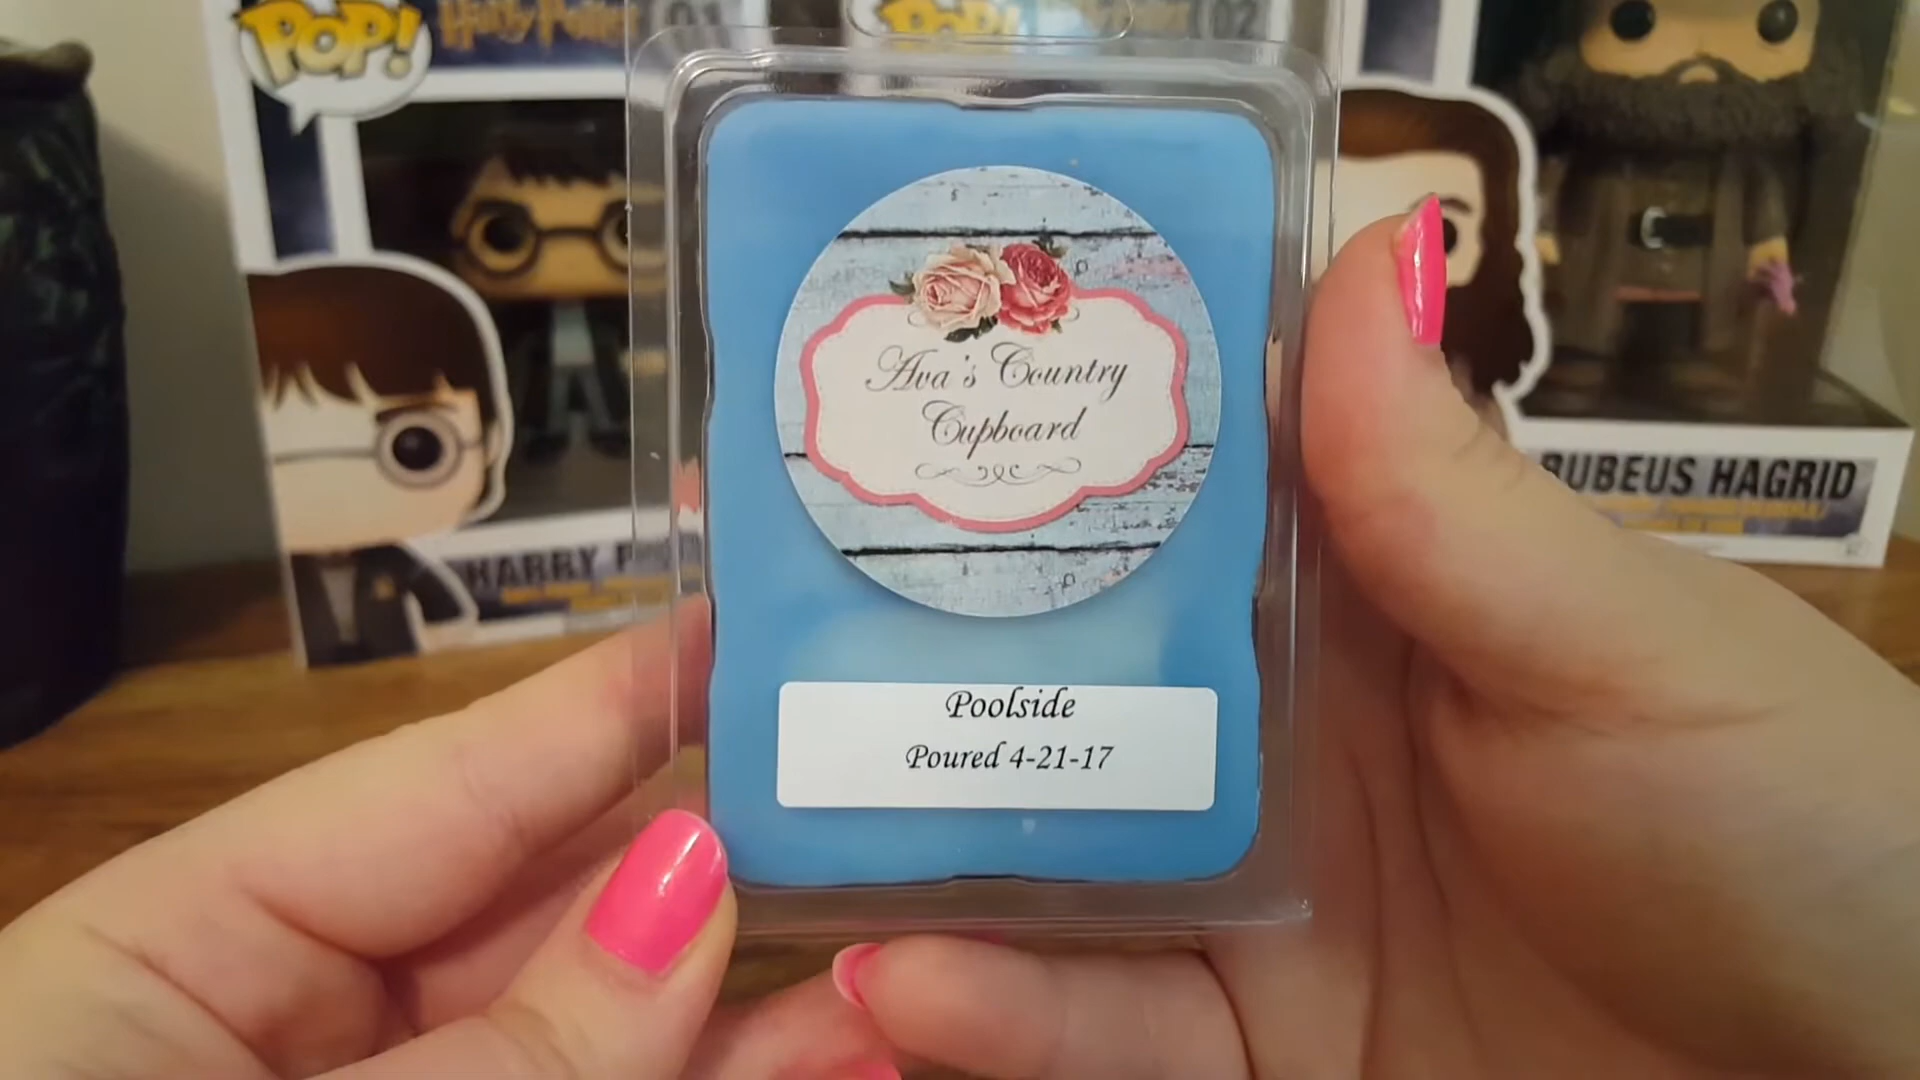 POP!
Harry Potter
01
POP!
02
Ava's Country
Cupboard
RUBEUS HAGRID
HARRY P
Poolside
Poured 4-21-17